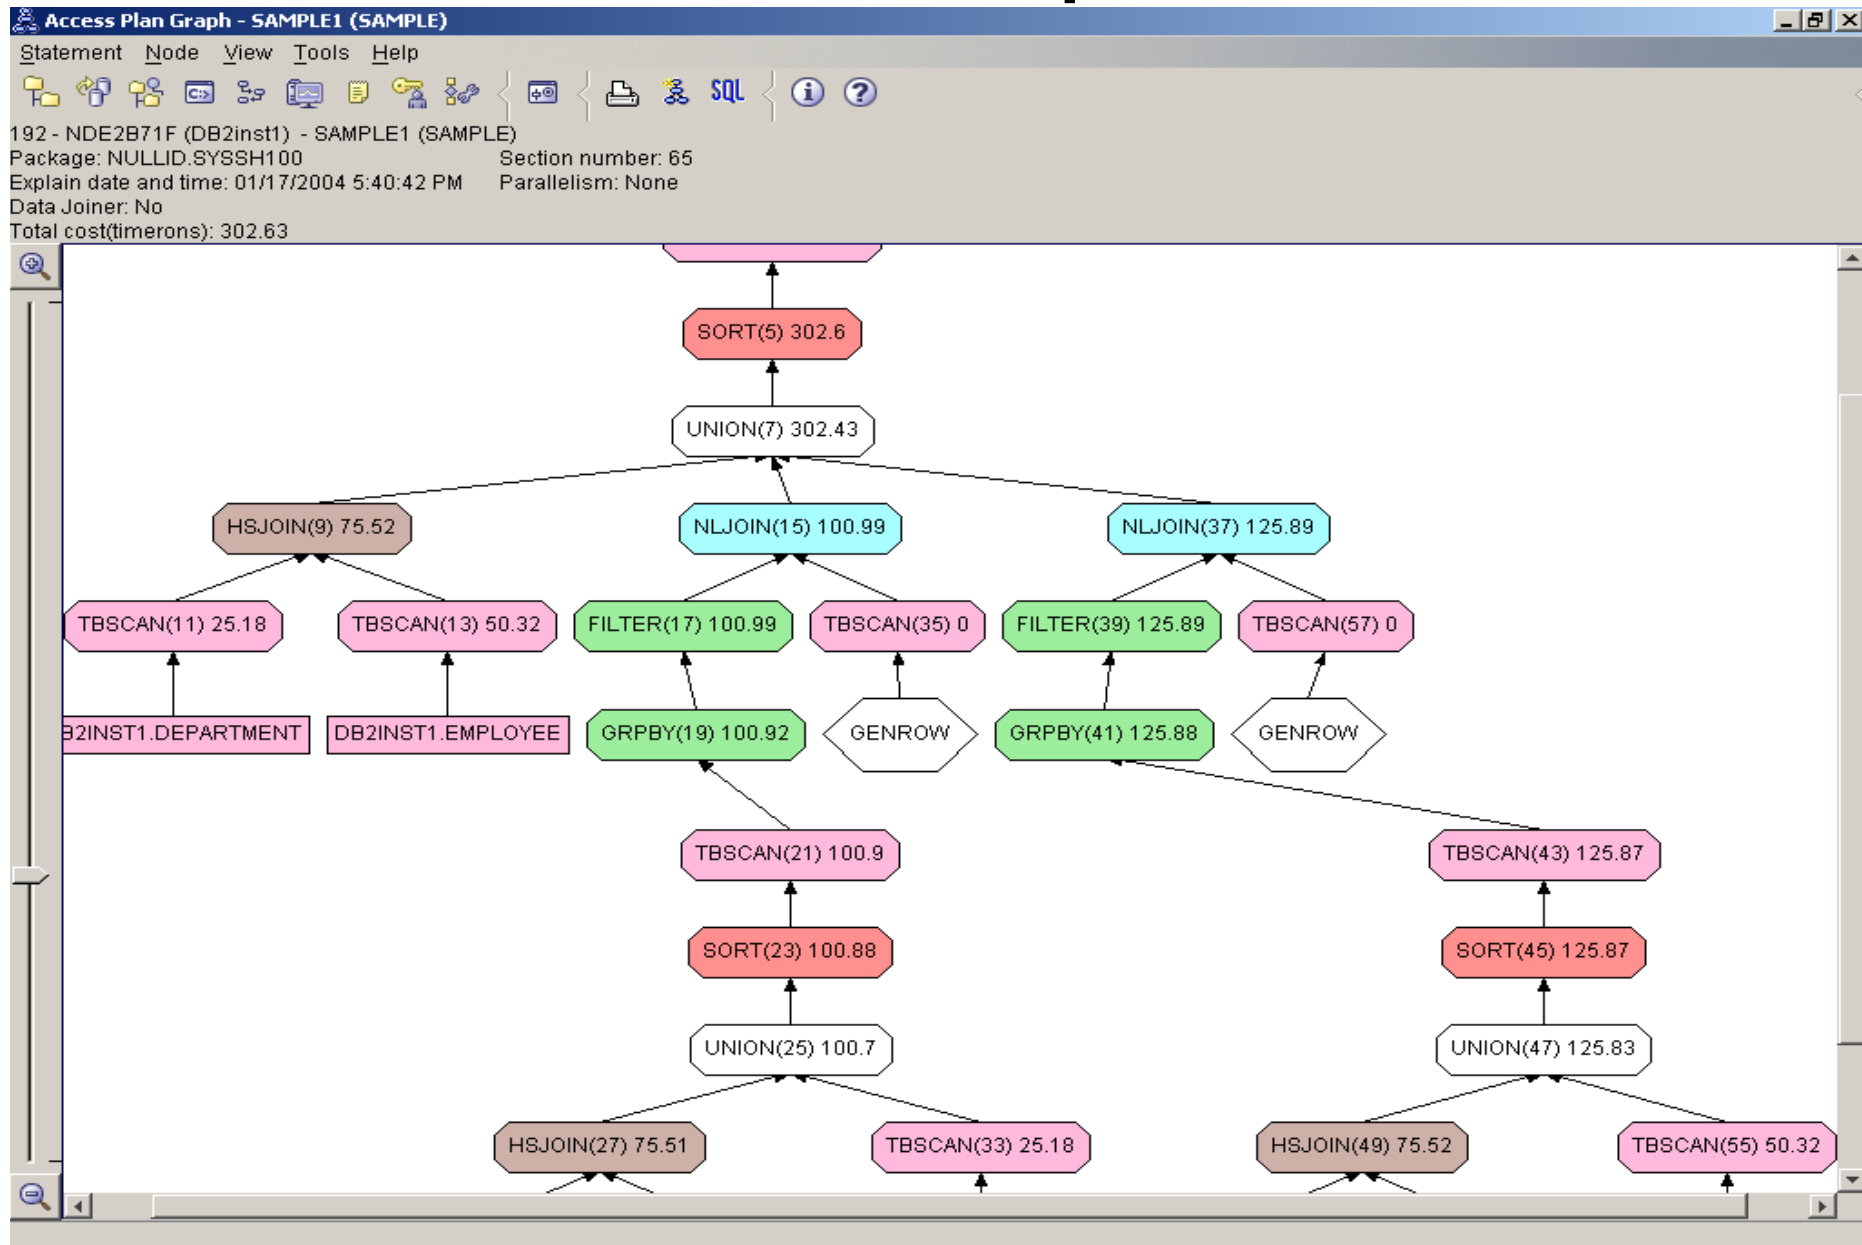 Access Plan Graph - SAMPLE1 (SAMPLE)
Statement Node View Tools Help
SQL
192 - NDE2B71F (DB2inst1) - SAMPLE1 (SAMPLE)
Package: NULLID.SYSSH100 Section number: 65
Explain date and time: 01/17/2004 5:40:42 PM Parallelism: None
Data Joiner: No
Total cost(timerons): 302.63
SORT(5) 302.6
UNION(7) 302.43
HSJOIN(9) 75.52 NLJOIN(15) 100.99 NLJOIN(37) 125.89
TBSCAN(11) 25.18 TBSCAN(13) 50.32 FILTER(17) 100.99 TBSCAN(35) 0 FILTER(39) 125.89 TBSCAN(57) 0
B2INST1.DEPARTMENT DB2INST1.EMPLOYEE GRPBY(19) 100.92 GENROW GRPBY(41) 125.88 GENROW
TBSCAN(21) 100.9 TBSCAN(43) 125.87
SORT(23) 100.88 SORT(45) 125.87
UNION(25) 100.7 UNION(47) 125.83
HSJOIN(27) 75.51 TBSCAN(33) 25.18 HSJOIN(49) 75.52 TBSCAN(55) 50.32